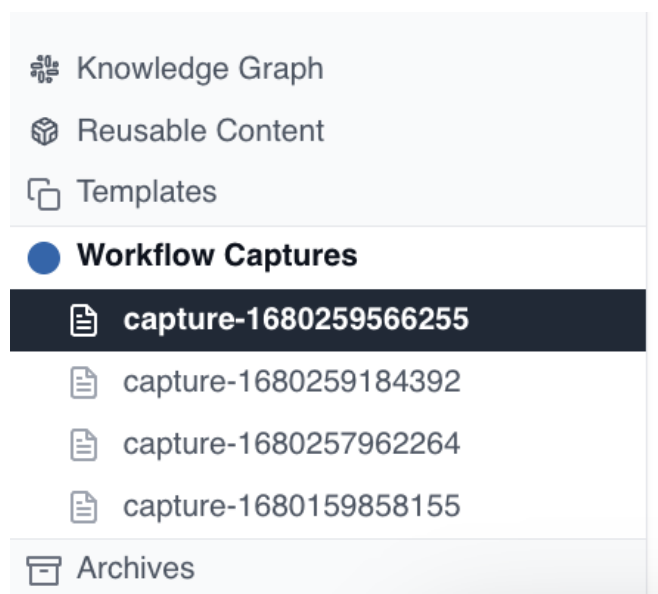 Knowledge Graph
Reusable Content
Templates
Workflow Captures
capture-1680259566255
capture-1680259184392
capture-1680257962264
capture-1680159858155
Archives